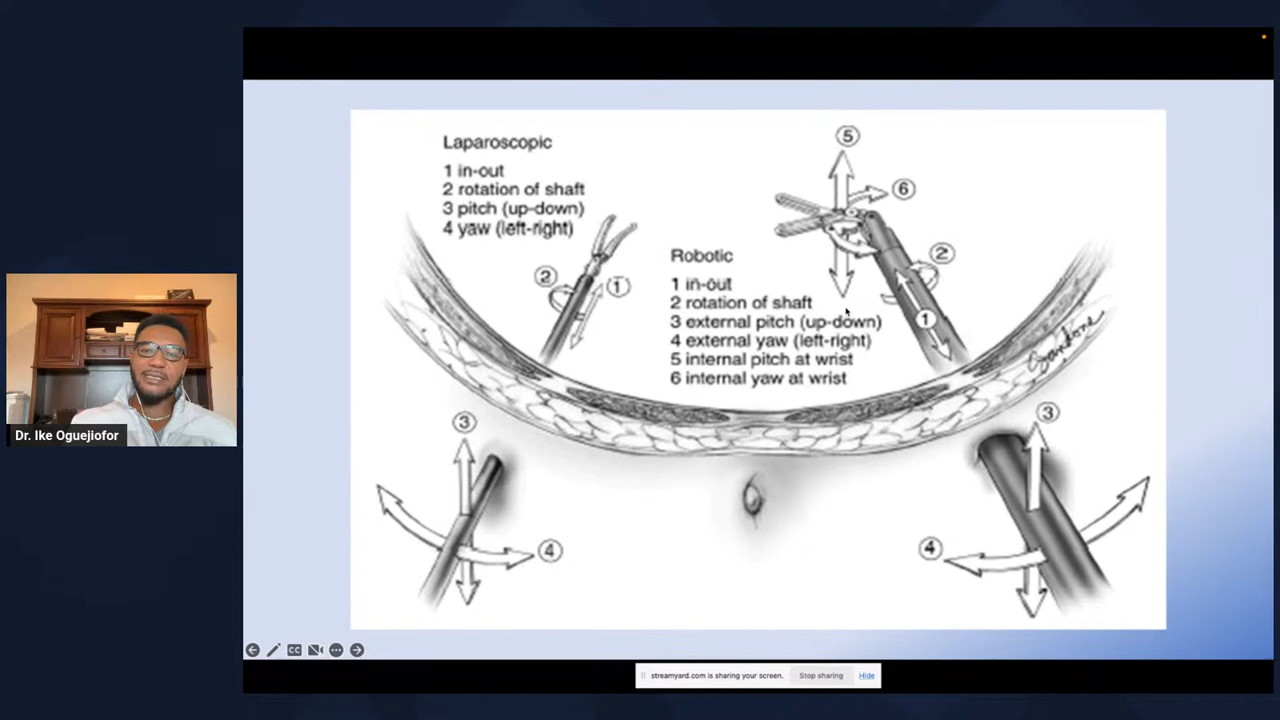 Laparoscopic
1 in-out
2 rotation of shaft
3 pitch (up-down)
4 yaw (left-right)
2
1
Robotic
1 in-out
2 rotation of shaft
3 external pitch (up-down)
4 external yaw (left-right)
5 internal pitch at wrist
6 internal yaw at wrist
5
6
2
1
3
4
3
4
Dr. Ike Oguejiofor
CC
streamyard.com is sharing your screen.
Stop sharing
Hide